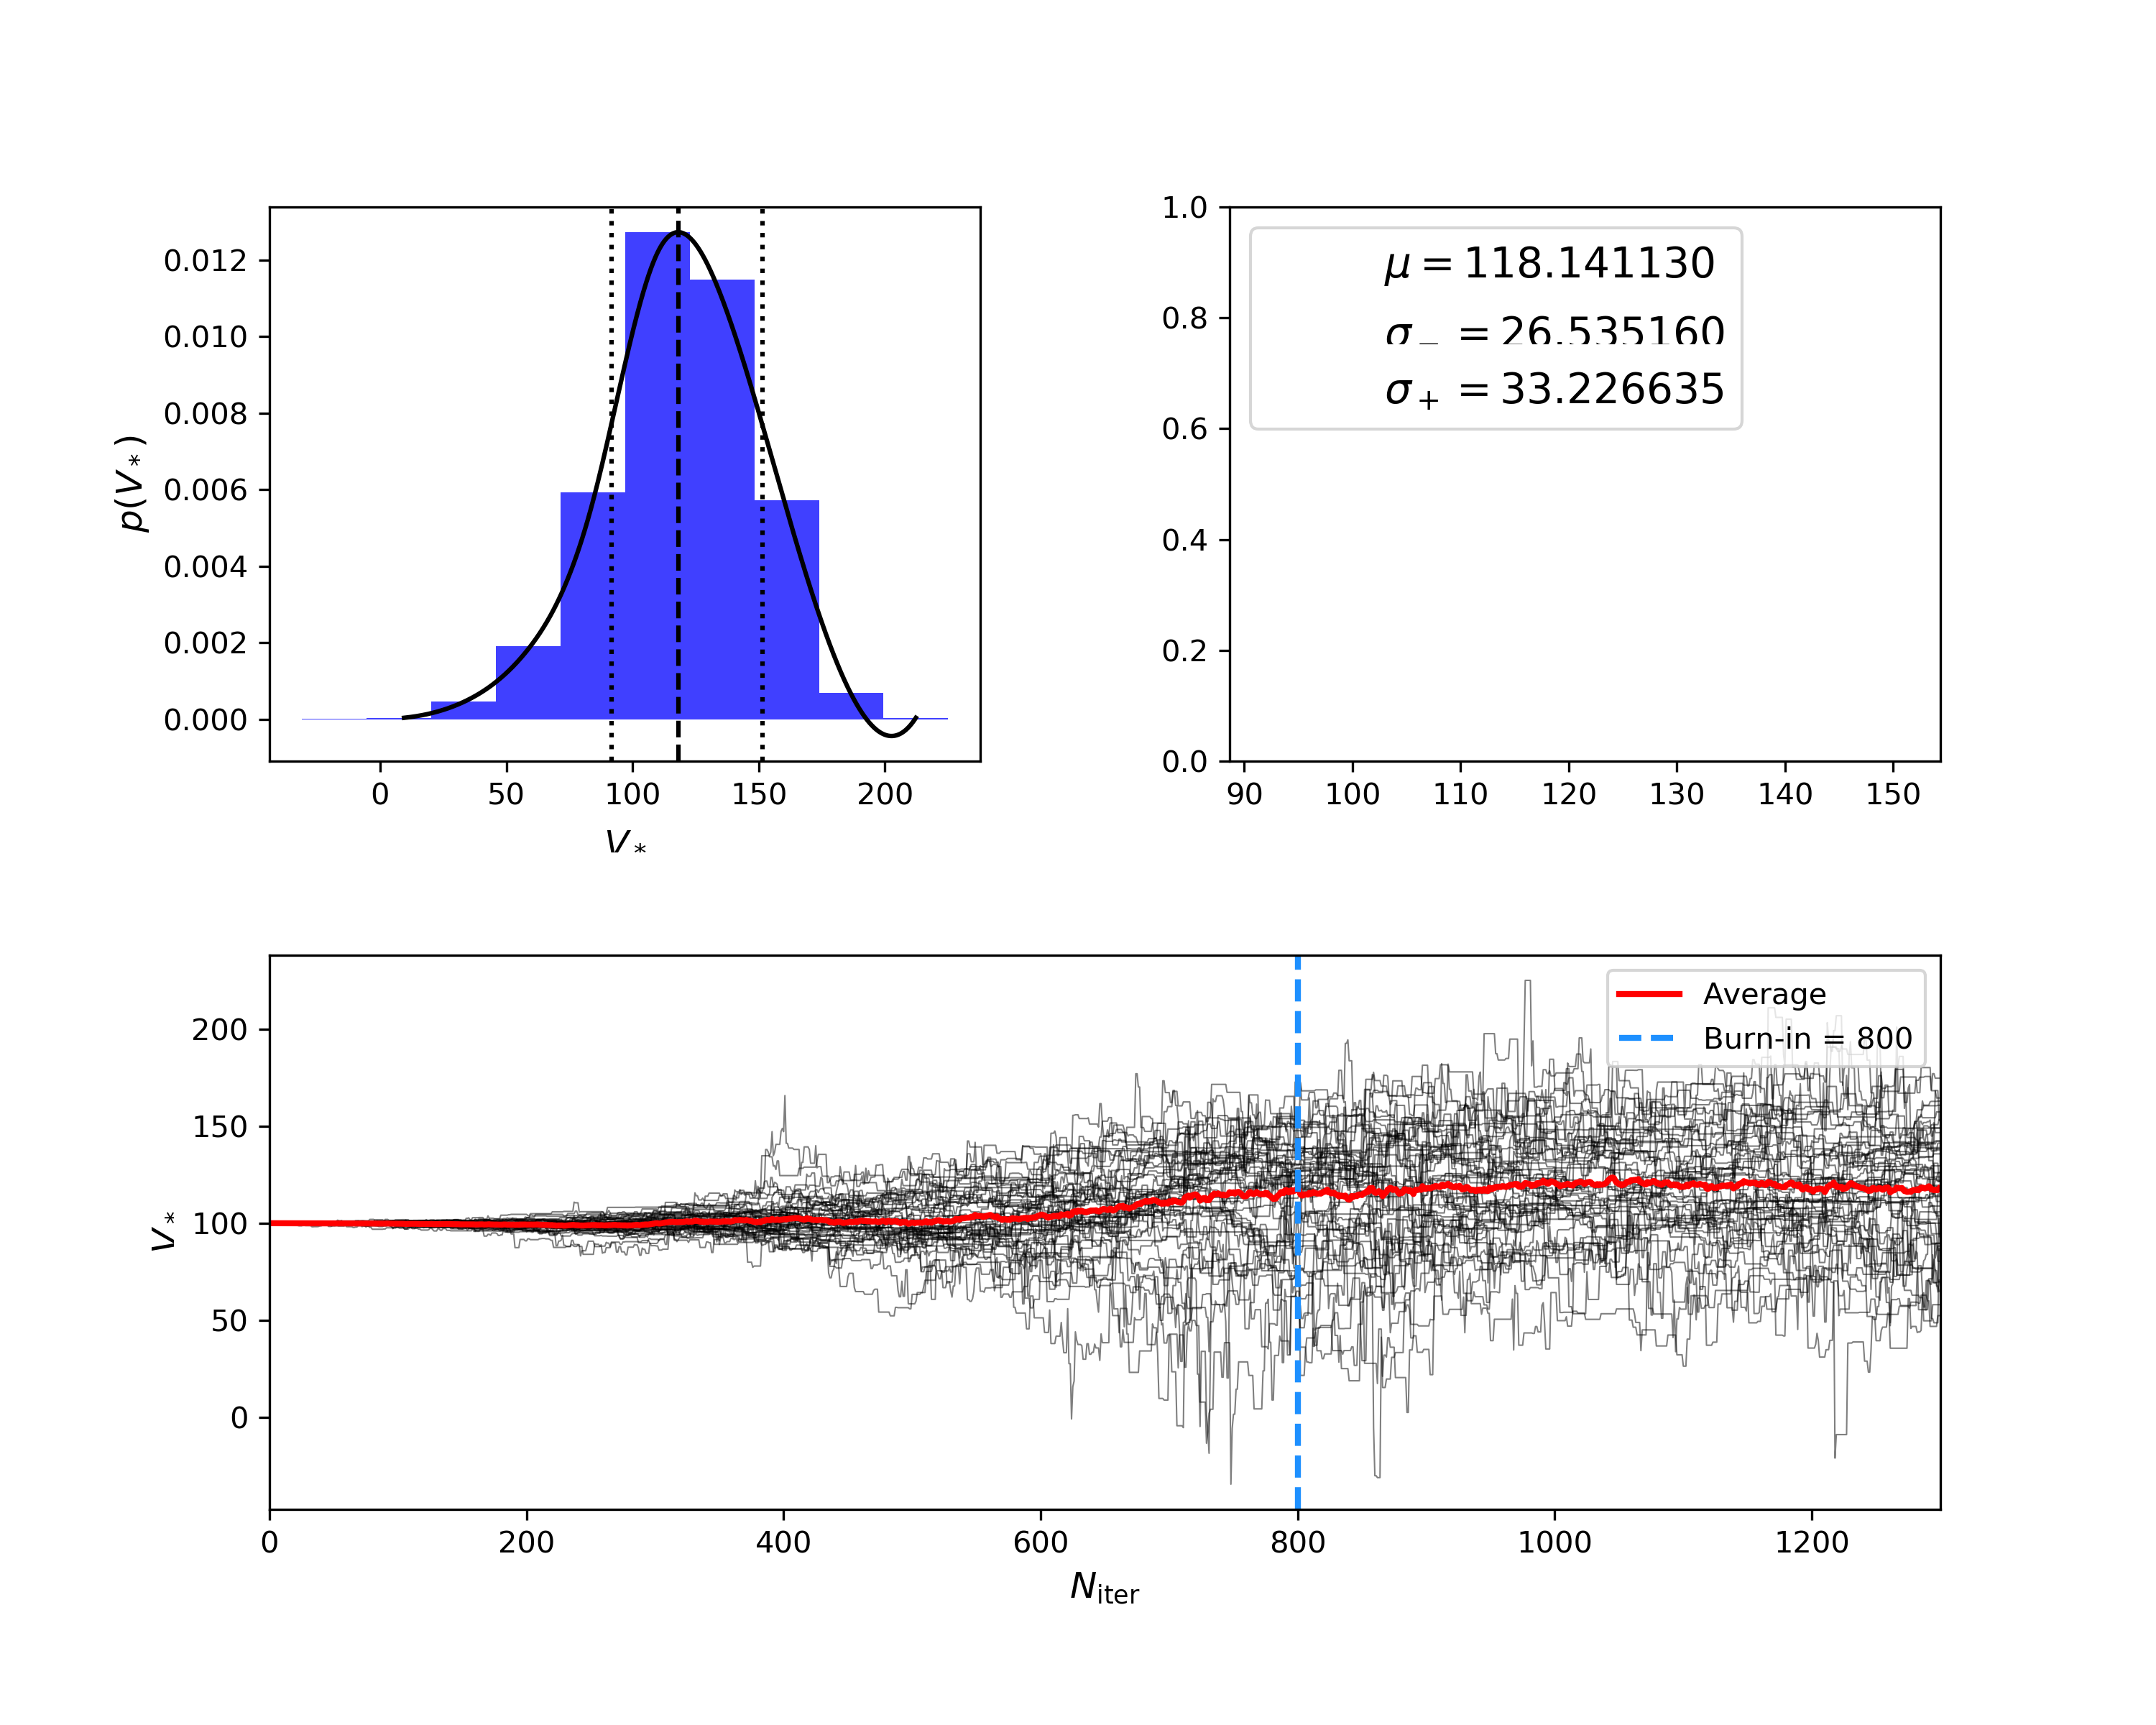 0.012
0.010
0.008
0.006
0.004
0.002
0.000
p(V*)
0 50 100 150 200
V*
1.0
0.8
0.6
0.4
0.2
0.0
μ = 118.141130
σ− = 26.535160
σ+ = 33.226635
90 100 110 120 130 140 150
200
150
100
50
0
V*
Average
Burn-in = 800
0 200 400 600 800 1000 1200
Niter